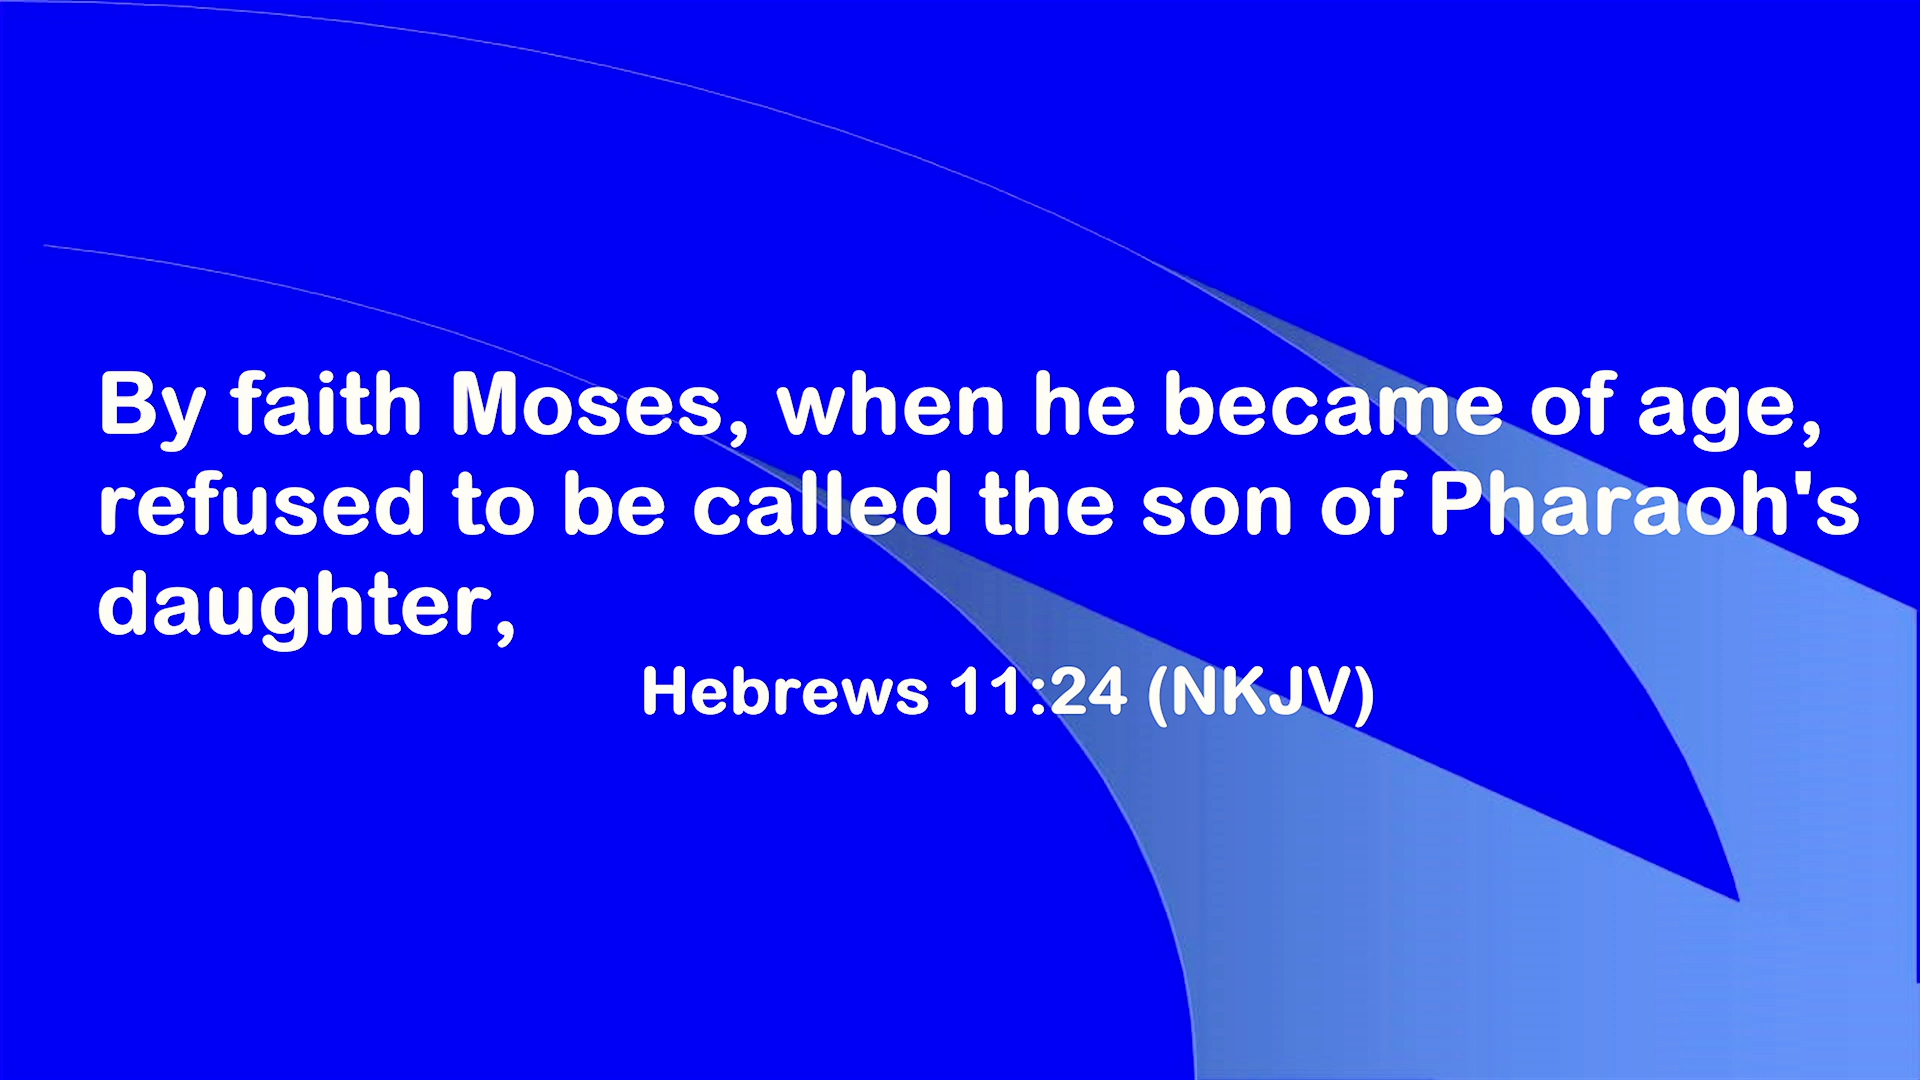 By faith Moses, when he became of age,
refused to be called the son of Pharaoh's
daughter,
Hebrews 11:24 (NKJV)